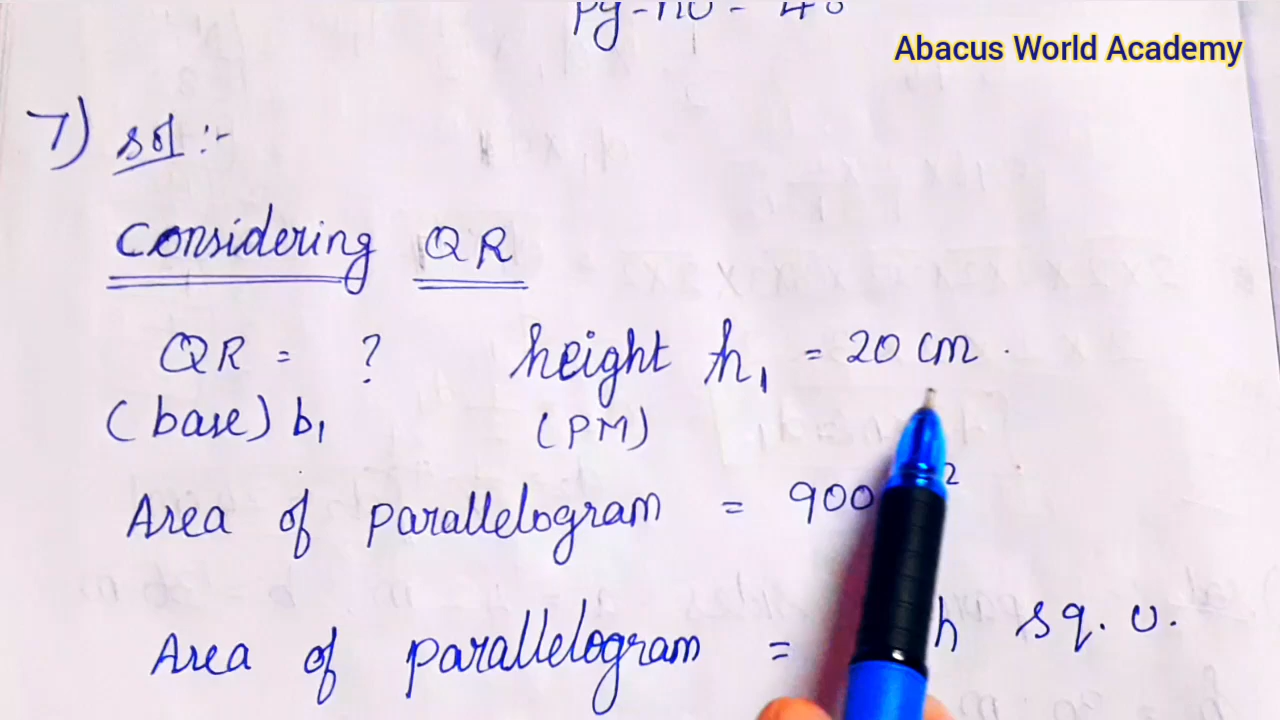 Abacus World Academy
7) sol :-
Considering QR
QR = ? height h₁ = 20 cm.
(base) b₁ (PM)
Area of parallelogram = 900 ²
Area of parallelogram = h sq. u.